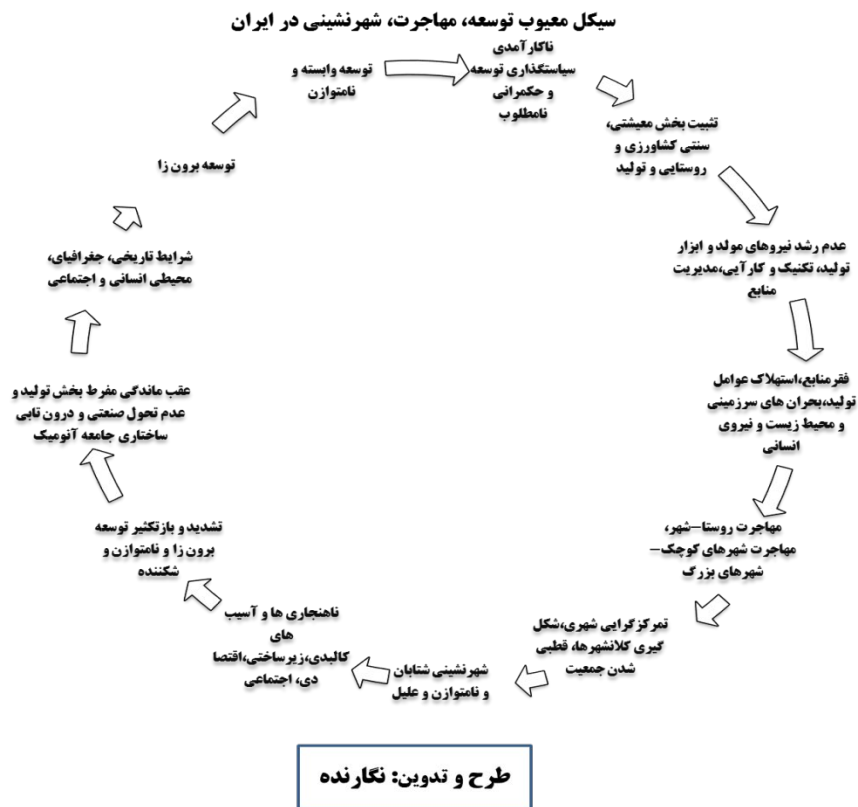 سیکل معیوب توسعه، مهاجرت، شهرنشینی در ایران
ناکارآمدی
سیاستگذاری توسعه
و حکمرانی
نامطلوب
تثبیت بخش معیشتی،
سنتی کشاورزی و
روستایی و تولید
عدم رشد نیروهای مولد و ابزار
تولید، تکنیک و کارآیی،مدیریت
منابع
فقرمنابع،استهلاک عوامل
تولید،بحران های سرزمینی
و محیط زیست و نیروی
انسانی
مهاجرت روستا–شهر،
مهاجرت شهرهای کوچک–
شهرهای بزرگ
تمرکزگرایی شهری،شکل
گیری کلانشهرها، قطبی
شدن جمعیت
شهرنشینی شتابان
و نامتوازن و علیل
ناهنجاری ها و آسیب
های
کالبدی،زیرساختی،اقتصا
دی، اجتماعی
تشدید و بازتکثیر توسعه
برون زا و نامتوازن و
شکننده
عقب ماندگی مفرط بخش تولید و
عدم تحول صنعتی و درون تابی
ساختاری جامعه آنومیک
شرایط تاریخی، جغرافیای،
محیطی انسانی و اجتماعی
توسعه برون زا
توسعه وابسته و
نامتوازن
طرح و تدوین: نگارنده